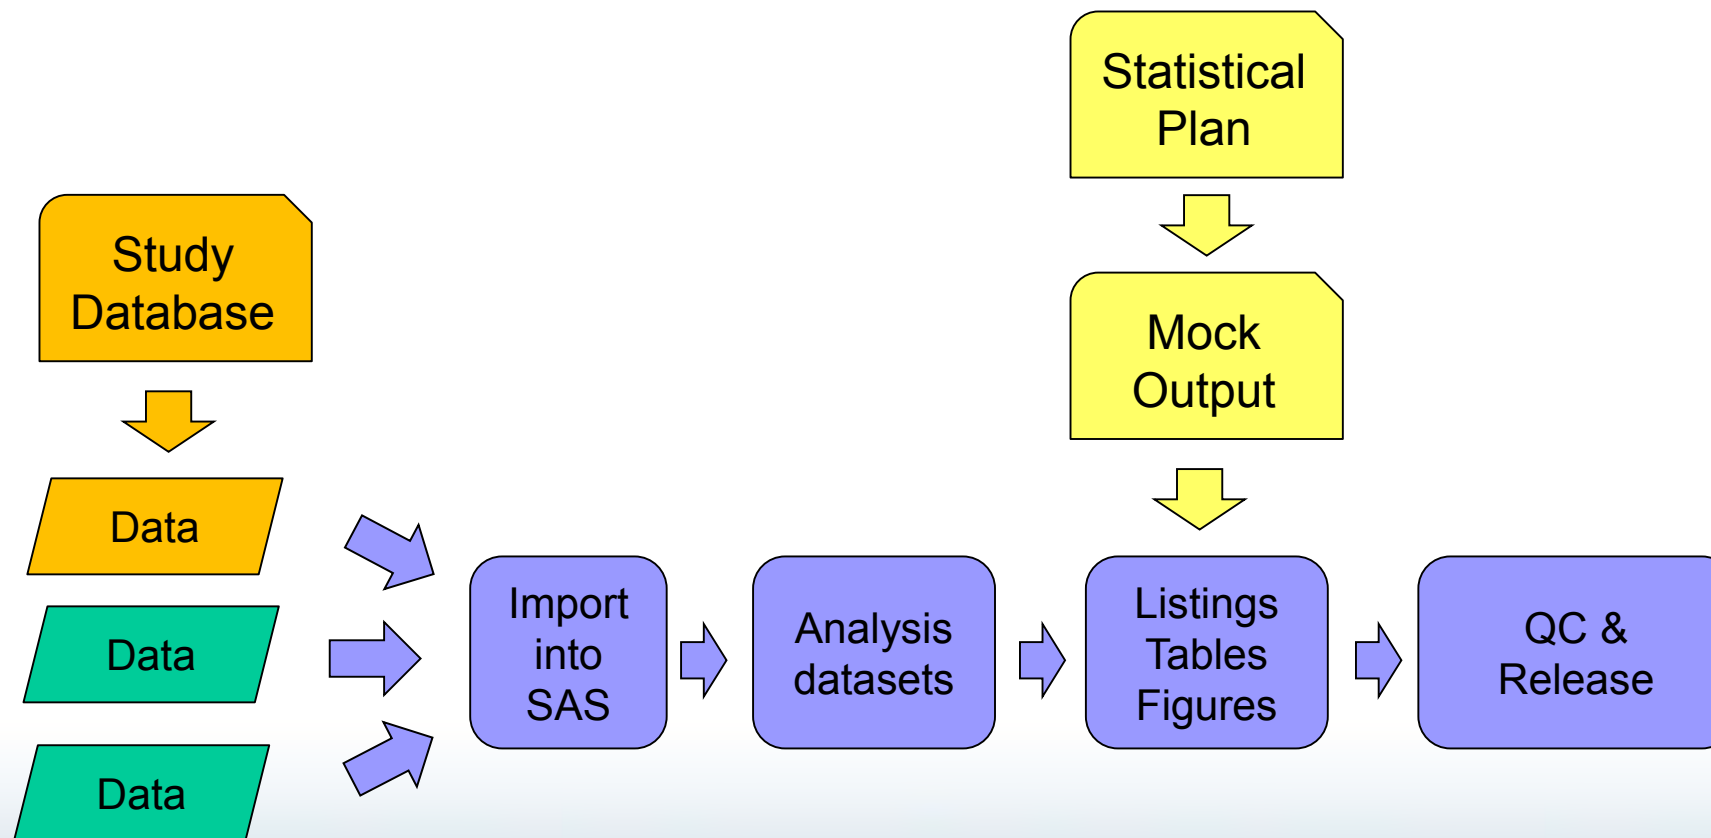 Statistical
Plan
Study
Database
Mock
Output
Data
Data
Data
Import
into
SAS
Analysis
datasets
Listings
Tables
Figures
QC &
Release